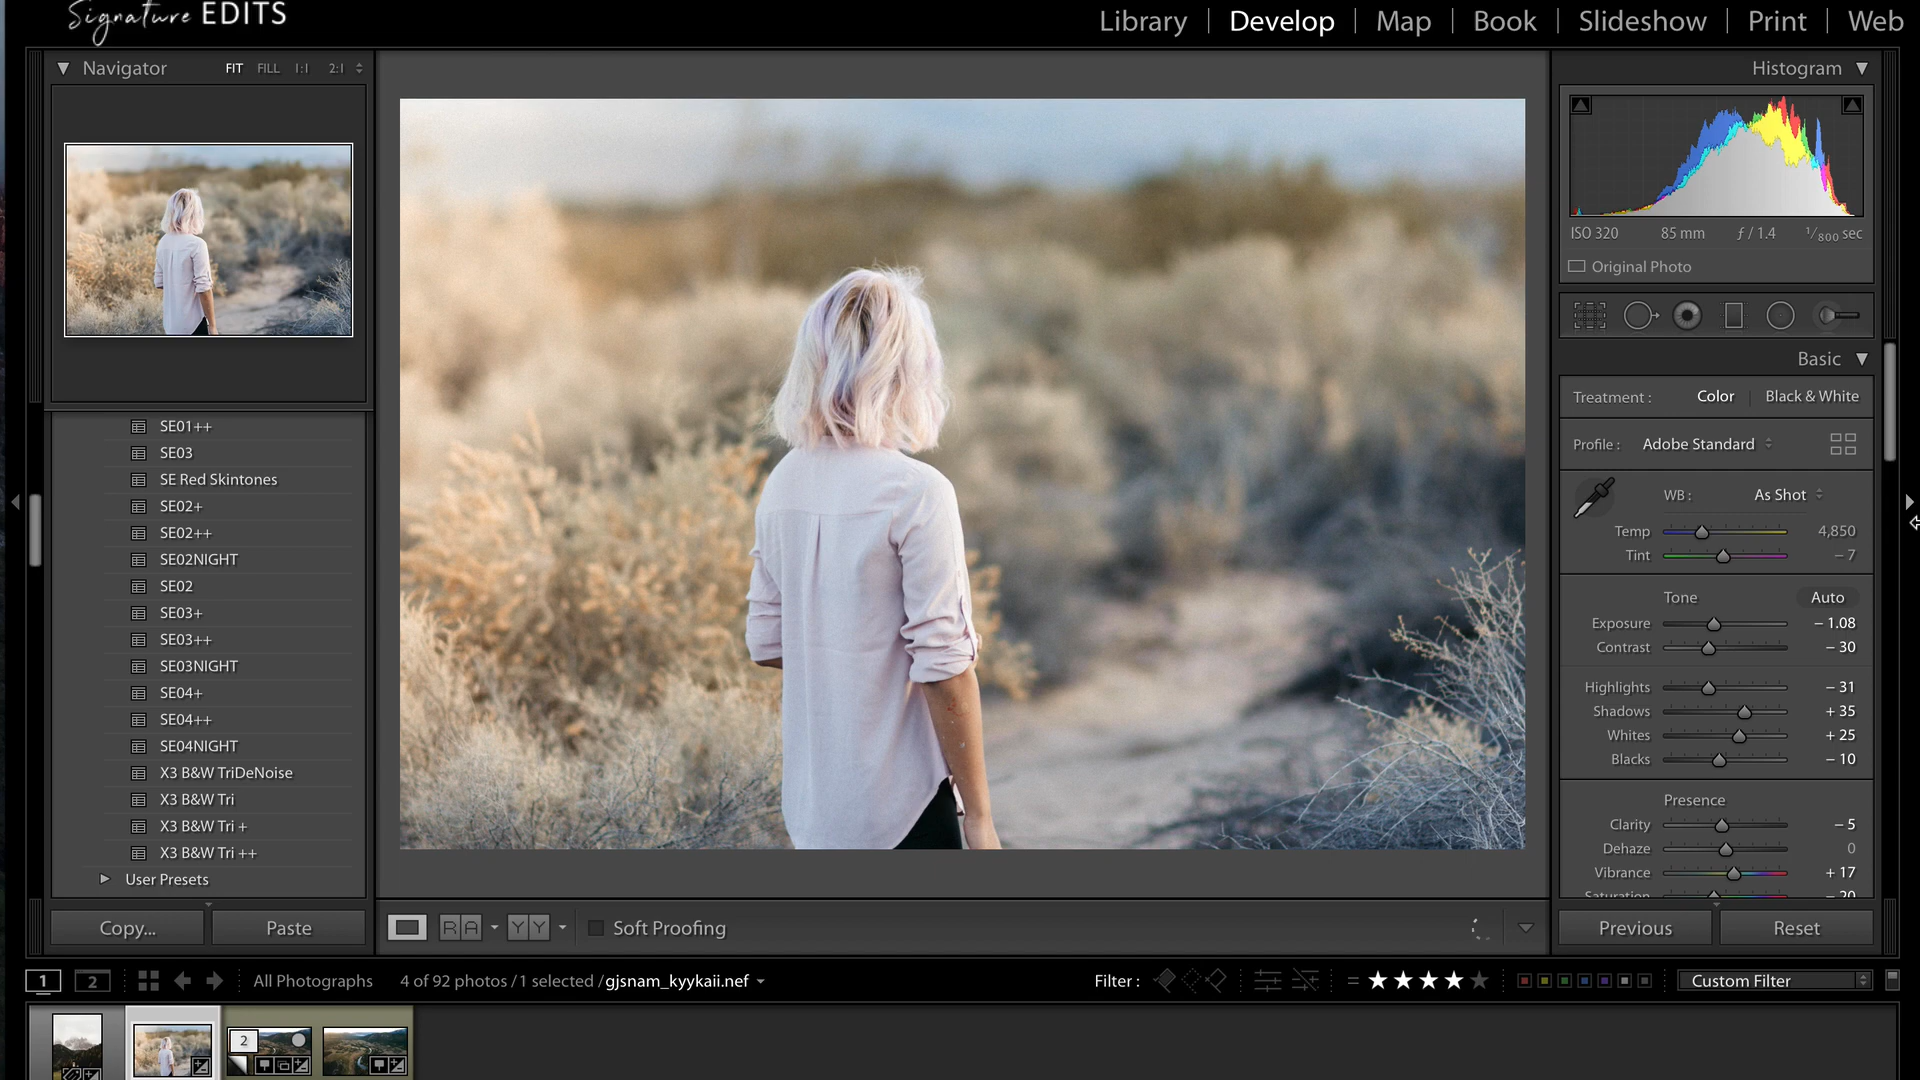 Signature EDITS
Library Develop Map Book Slideshow Print Web
Navigator FIT FILL 1:1 2:1
SE01++
SE03
SE Red Skintones
SE02+
SE02++
SE02NIGHT
SE02
SE03+
SE03++
SE03NIGHT
SE04+
SE04++
SE04NIGHT
X3 B&W TriDeNoise
X3 B&W Tri
X3 B&W Tri +
X3 B&W Tri ++
User Presets
Copy... Paste
R A Y Y Soft Proofing
Histogram
ISO 320 85 mm ƒ / 1.4 1/800 sec
Original Photo
Basic
Treatment : Color Black & White
Profile : Adobe Standard
WB : As Shot
Temp 4,850
Tint – 7
Tone Auto
Exposure – 1.08
Contrast – 30
Highlights – 31
Shadows + 35
Whites + 25
Blacks – 10
Presence
Clarity – 5
Dehaze 0
Vibrance + 17
Saturation – 20
Previous Reset
1 2 All Photographs 4 of 92 photos / 1 selected / gjsnam_kyykaii.nef Filter : = ★★★★★ Custom Filter
2